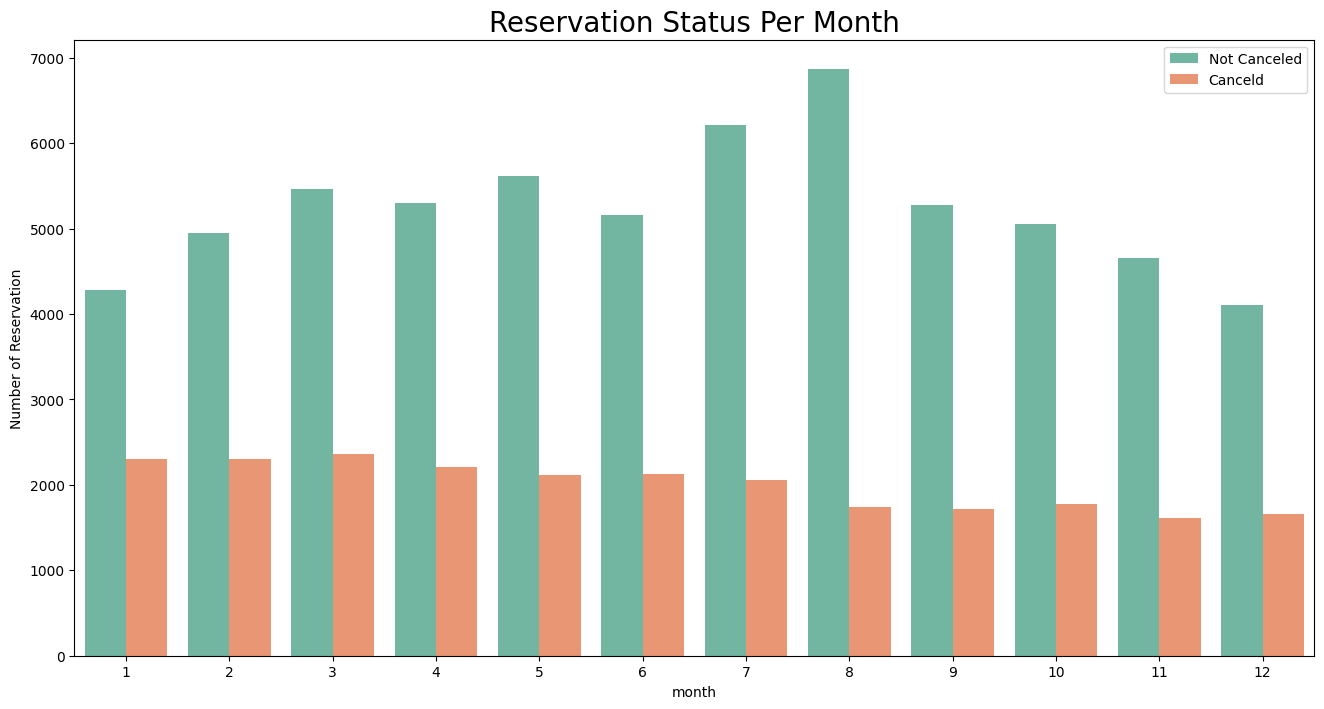 Reservation Status Per Month
Not Canceled
Canceld
Number of Reservation
7000
6000
5000
4000
3000
2000
1000
0
1 2 3 4 5 6 7 8 9 10 11 12
month